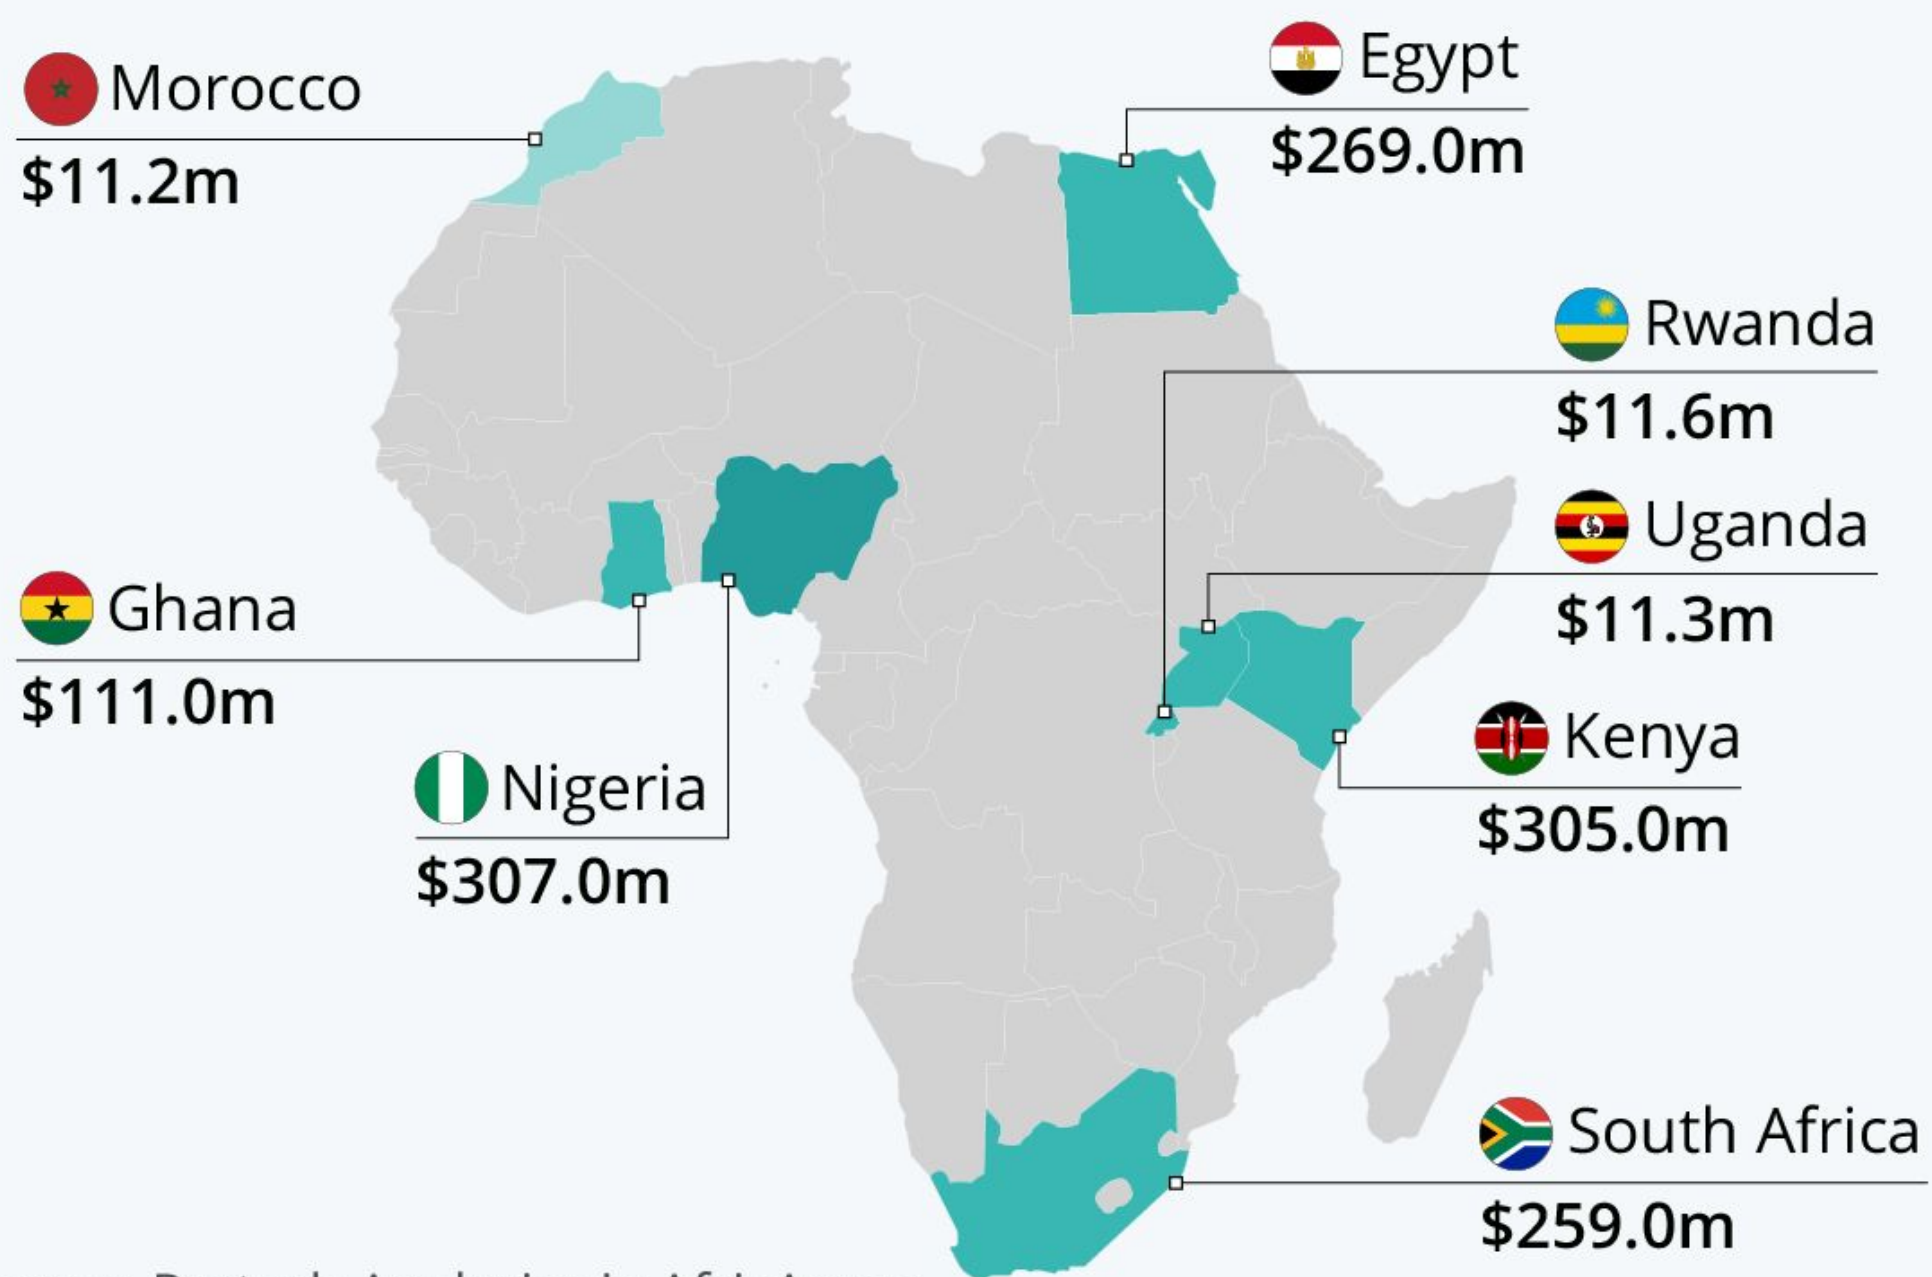 Morocco
$11.2m
Egypt
$269.0m
Rwanda
$11.6m
Uganda
$11.3m
Ghana
$111.0m
Nigeria
$307.0m
Kenya
$305.0m
South Africa
$259.0m